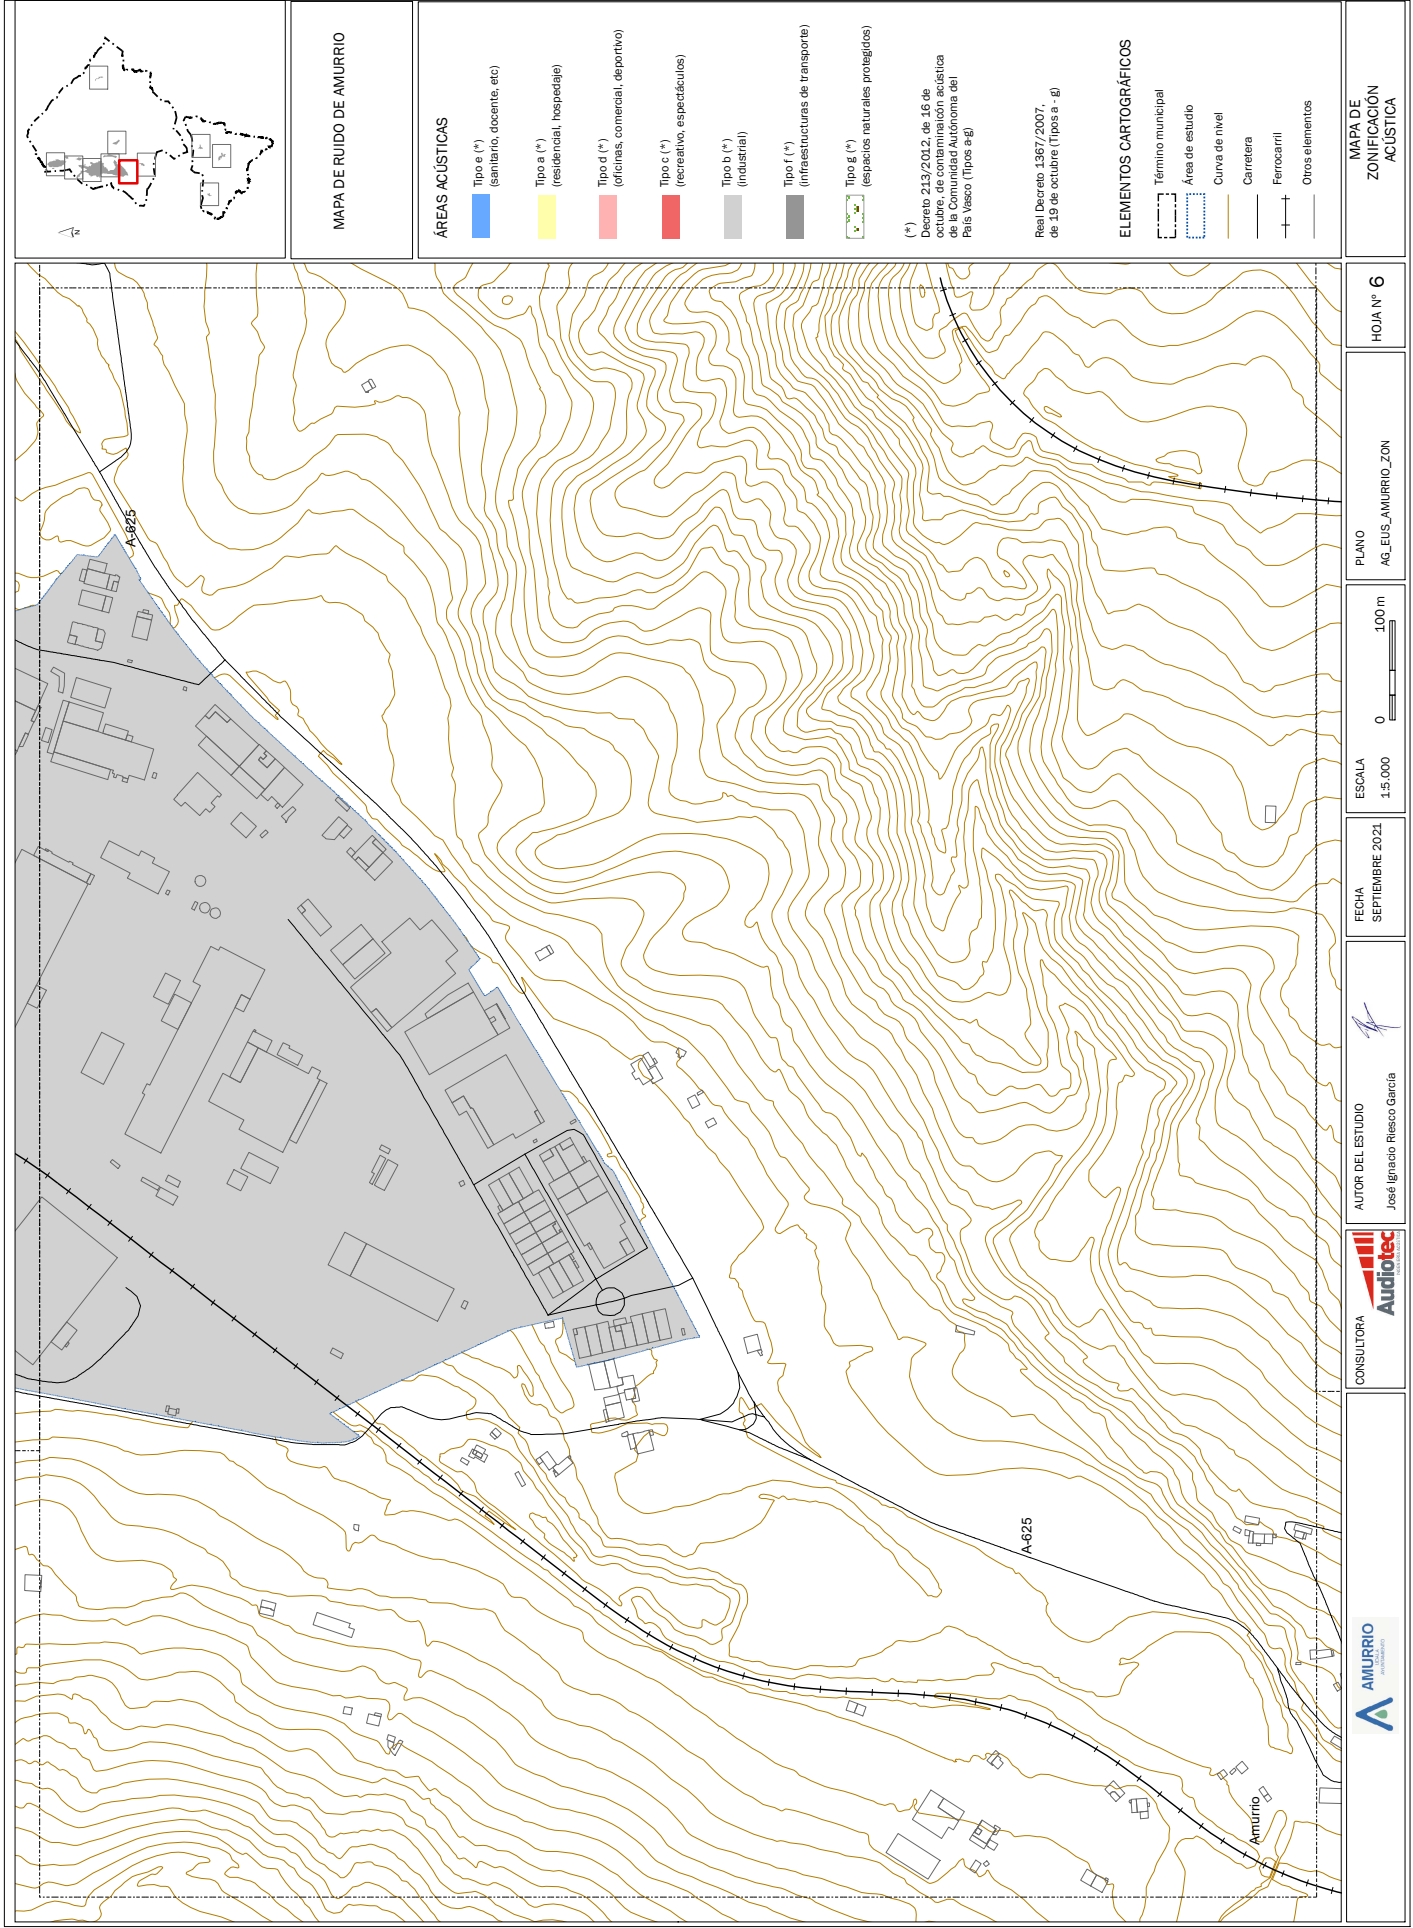 MAPA DE RUIDO DE AMURRIO
ÁREAS ACÚSTICAS
Tipo e (*)
(sanitario, docente, etc)
Tipo a (*)
(residencial, hospedaje)
Tipo d (*)
(oficinas, comercial, deportivo)
Tipo c (*)
(recreativo, espectáculos)
Tipo b (*)
(industrial)
Tipo f (*)
(infraestructuras de transporte)
Tipo g (*)
(espacios naturales protegidos)
(*)
Decreto 213/2012, de 16 de
octubre, de contaminaicón acústica
de la Comunidad Autónoma del
País Vasco (Tipos a-g)
Real Decreto 1367/2007,
de 19 de octubre (Tipos a - g)
ELEMENTOS CARTOGRÁFICOS
Término municipal
Área de estudio
Curva de nivel
Carretera
Ferrocarril
Otros elementos
N
A-625
A-625
Amurrio
AMURRIO
CONSULTORA
Audiotec
AUTOR DEL ESTUDIO
José Ignacio Riesco García
FECHA
SEPTIEMBRE 2021
ESCALA
1:5.000
0
100 m
PLANO
AG_EUS_AMURRIO_ZON
HOJA Nº 6
MAPA DE
ZONIFICACIÓN
ACÚSTICA